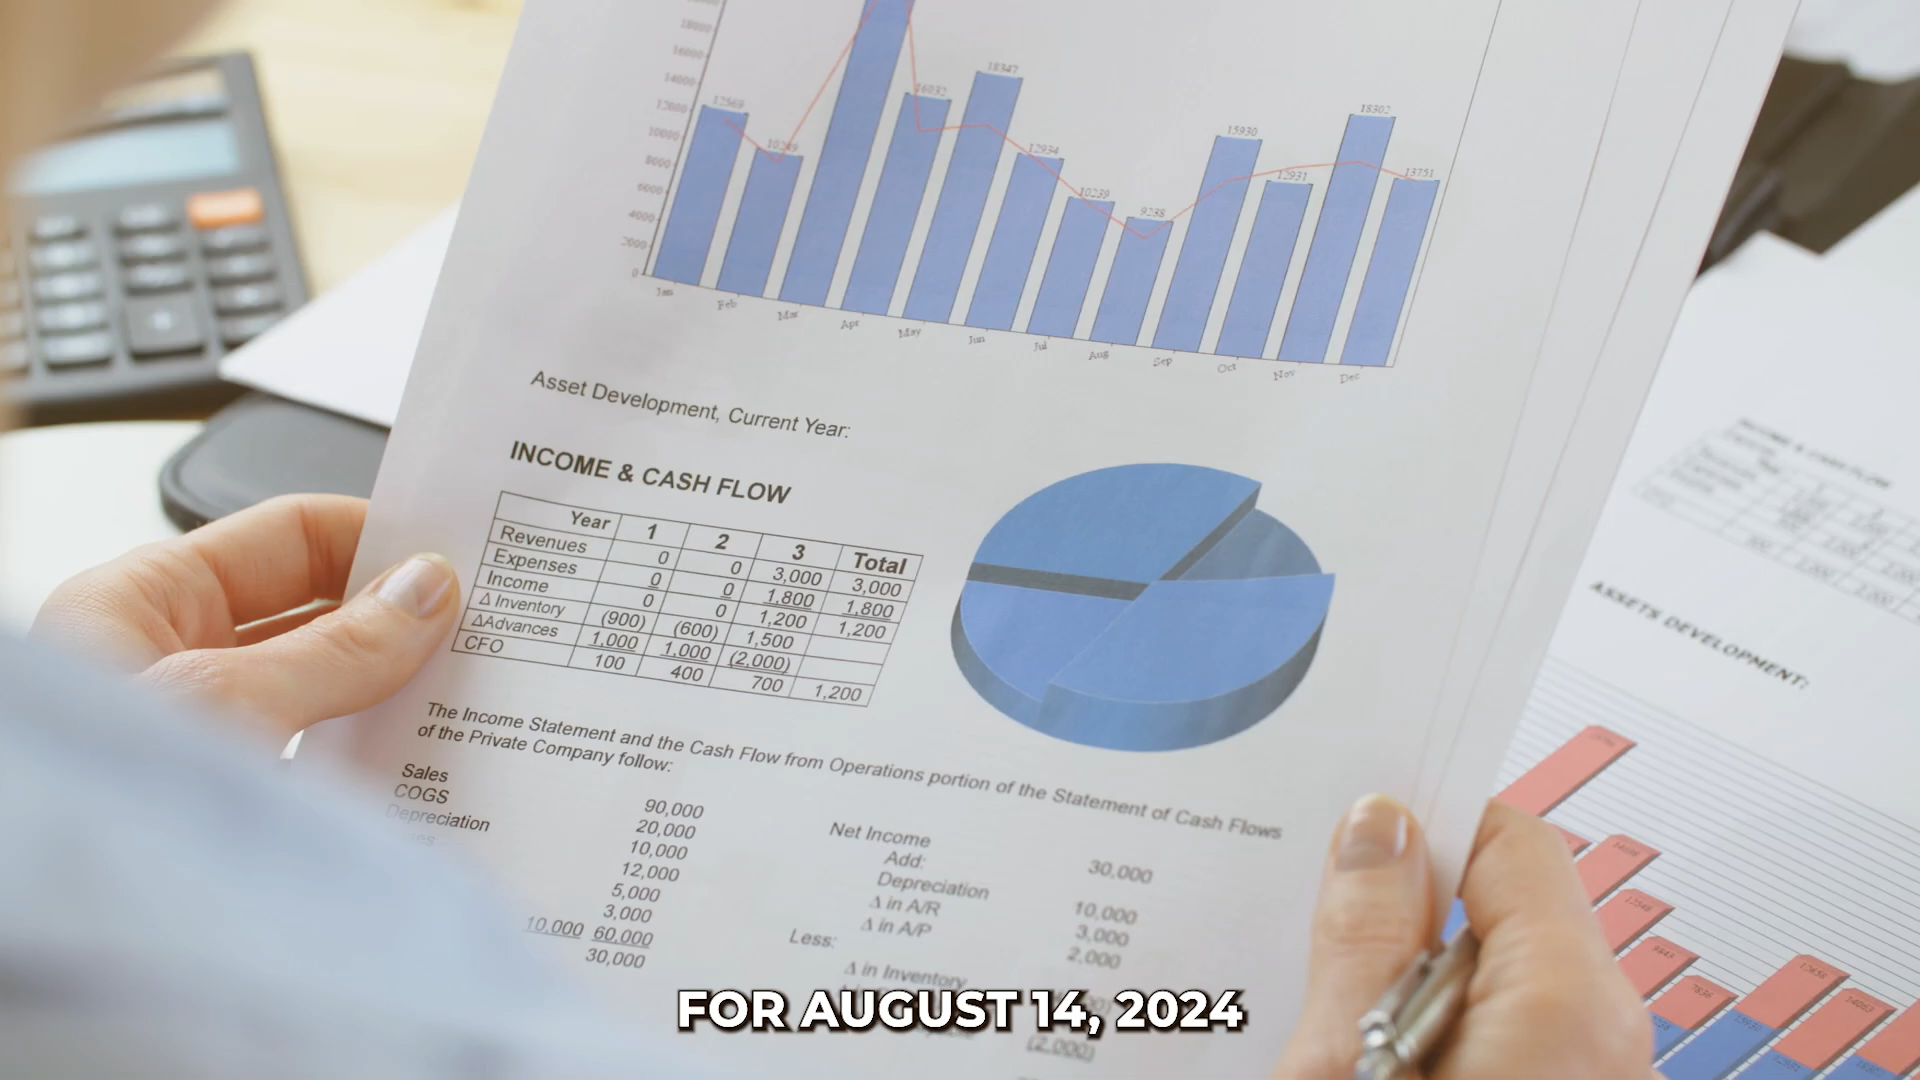 18000
16000
14000
12000
10000
8000
6000
4000
2000
0
12569
10249
16032
18347
12934
10239
9238
15930
12931
18302
13751
Jan
Feb
Mar
Apr
May
Jun
Jul
Aug
Sep
Oct
Nov
Dec
Asset Development, Current Year:
INCOME & CASH FLOW
Year 1 2 3 Total
Revenues 0 0 3,000 3,000
Expenses 0 0 1,800 1,800
Income 0 0 1,200 1,200
Δ Inventory (900) (600) 1,500
ΔAdvances 1,000 1,000 (2,000)
CFO 100 400 700 1,200
The Income Statement and the Cash Flow from Operations portion of the Statement of Cash Flows
of the Private Company follow:
Sales 90,000
COGS 20,000
Depreciation 10,000
12,000
5,000
3,000
10,000 60,000
30,000
Net Income 30,000
Add:
Depreciation 10,000
Δ in A/R 3,000
Δ in A/P 2,000
Less:
Δ in Inventory
(2,000)
INCOME & CASH FLOW
ASSETS DEVELOPMENT:
FOR AUGUST 14, 2024